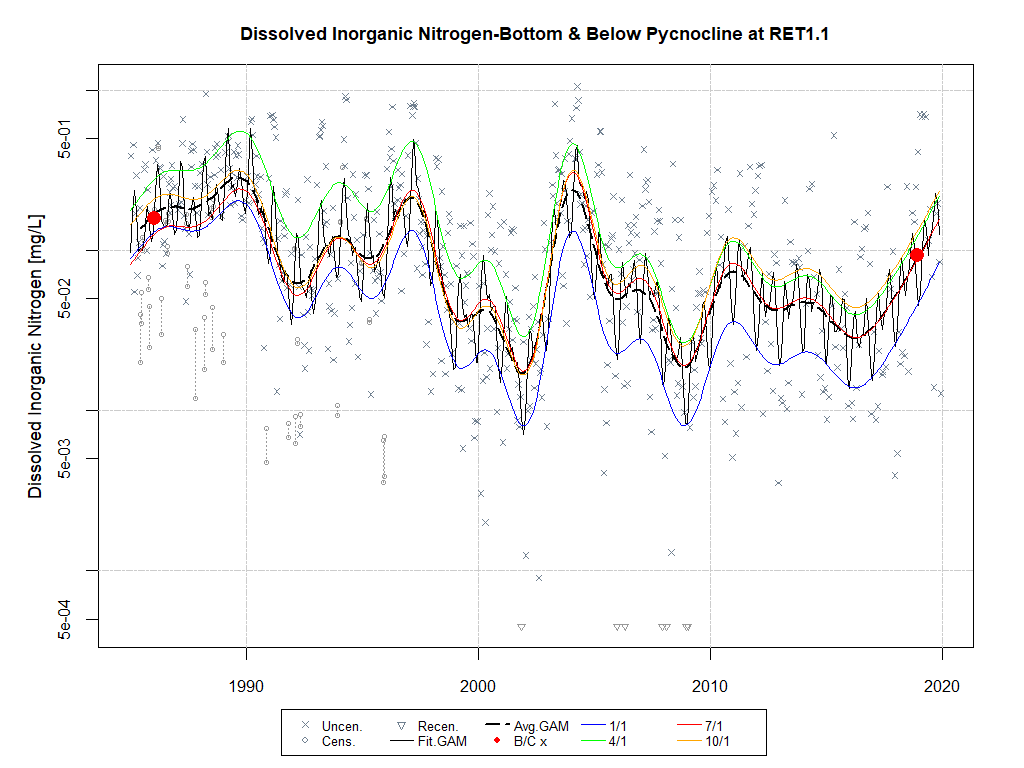 Dissolved Inorganic Nitrogen-Bottom & Below Pycnocline at RET1.1
Dissolved Inorganic Nitrogen [mg/L]
5e-01
5e-02
5e-03
5e-04
1990 2000 2010 2020
Uncen. Recen. Avg.GAM 1/1 7/1
Cens. Fit.GAM B/C x 4/1 10/1